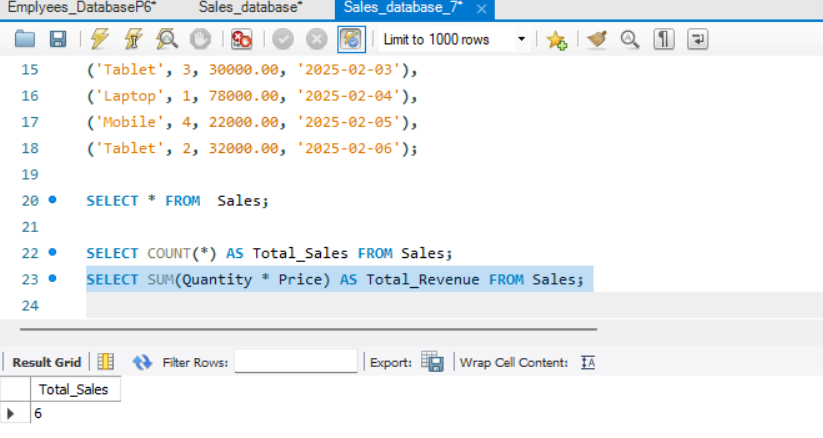 Emplyees_DatabaseP6* Sales_database* Sales_database_7* ×
Limit to 1000 rows
15 ('Tablet', 3, 30000.00, '2025-02-03'),
16 ('Laptop', 1, 78000.00, '2025-02-04'),
17 ('Mobile', 4, 22000.00, '2025-02-05'),
18 ('Tablet', 2, 32000.00, '2025-02-06');
19
20 SELECT * FROM  Sales;
21
22 SELECT COUNT(*) AS Total_Sales FROM Sales;
23 SELECT SUM(Quantity * Price) AS Total_Revenue FROM Sales;
24
Result Grid Filter Rows: Export: Wrap Cell Content:
Total_Sales
6